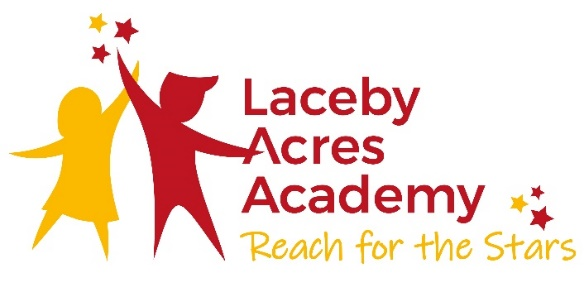 Laceby
Acres
Academy
Reach for the Stars